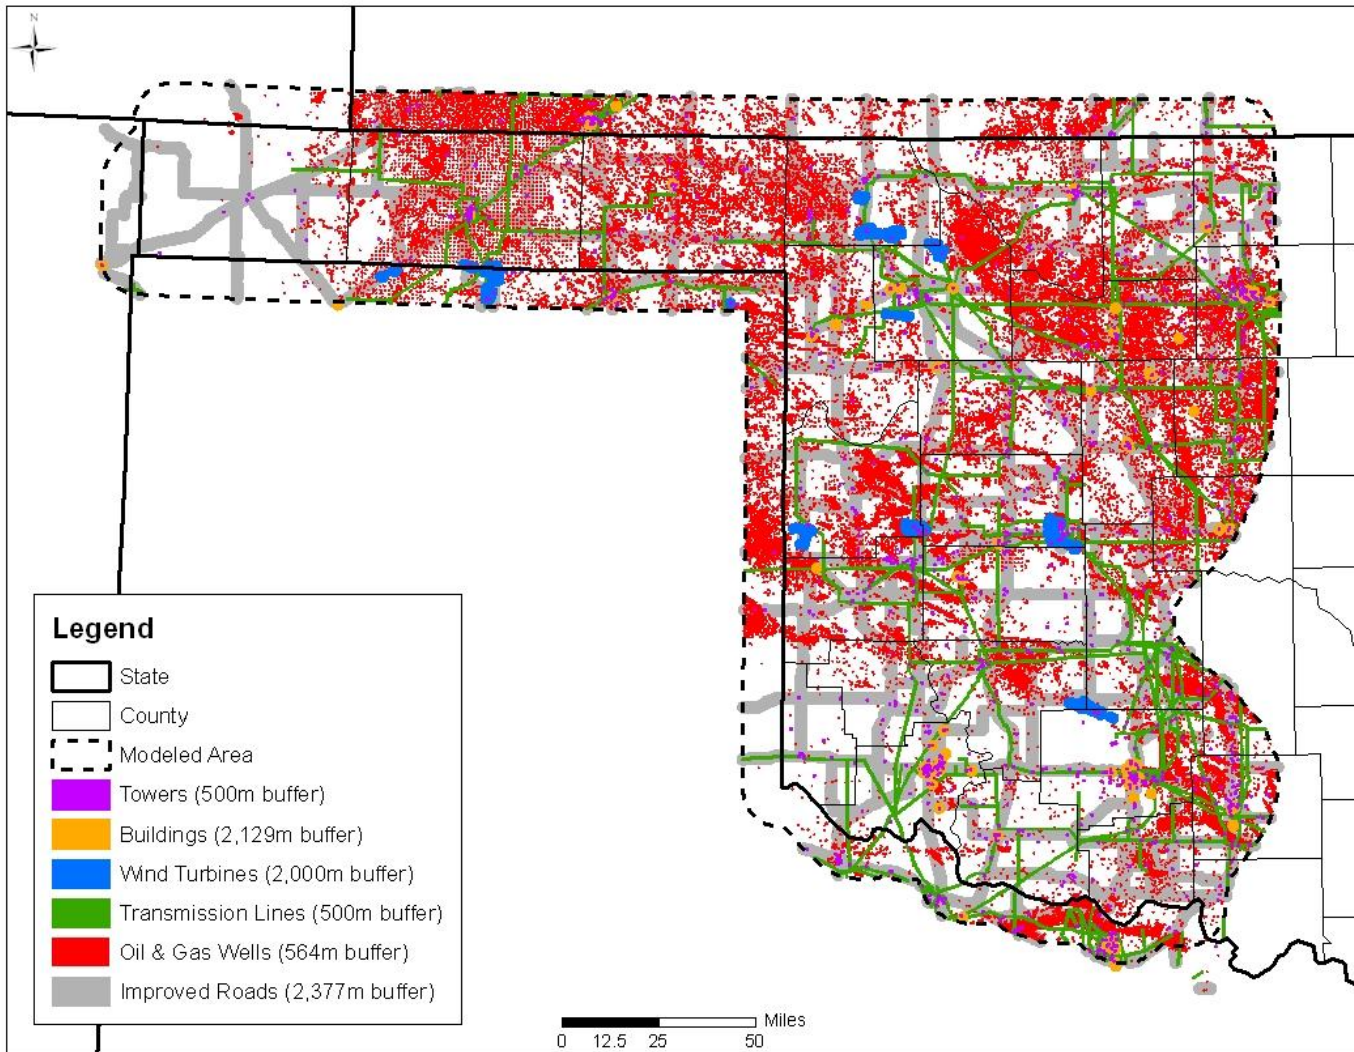 N
Legend
State
County
Modeled Area
Towers (500m buffer)
Buildings (2,129m buffer)
Wind Turbines (2,000m buffer)
Transmission Lines (500m buffer)
Oil & Gas Wells (564m buffer)
Improved Roads (2,377m buffer)
Miles
0 12.5 25 50